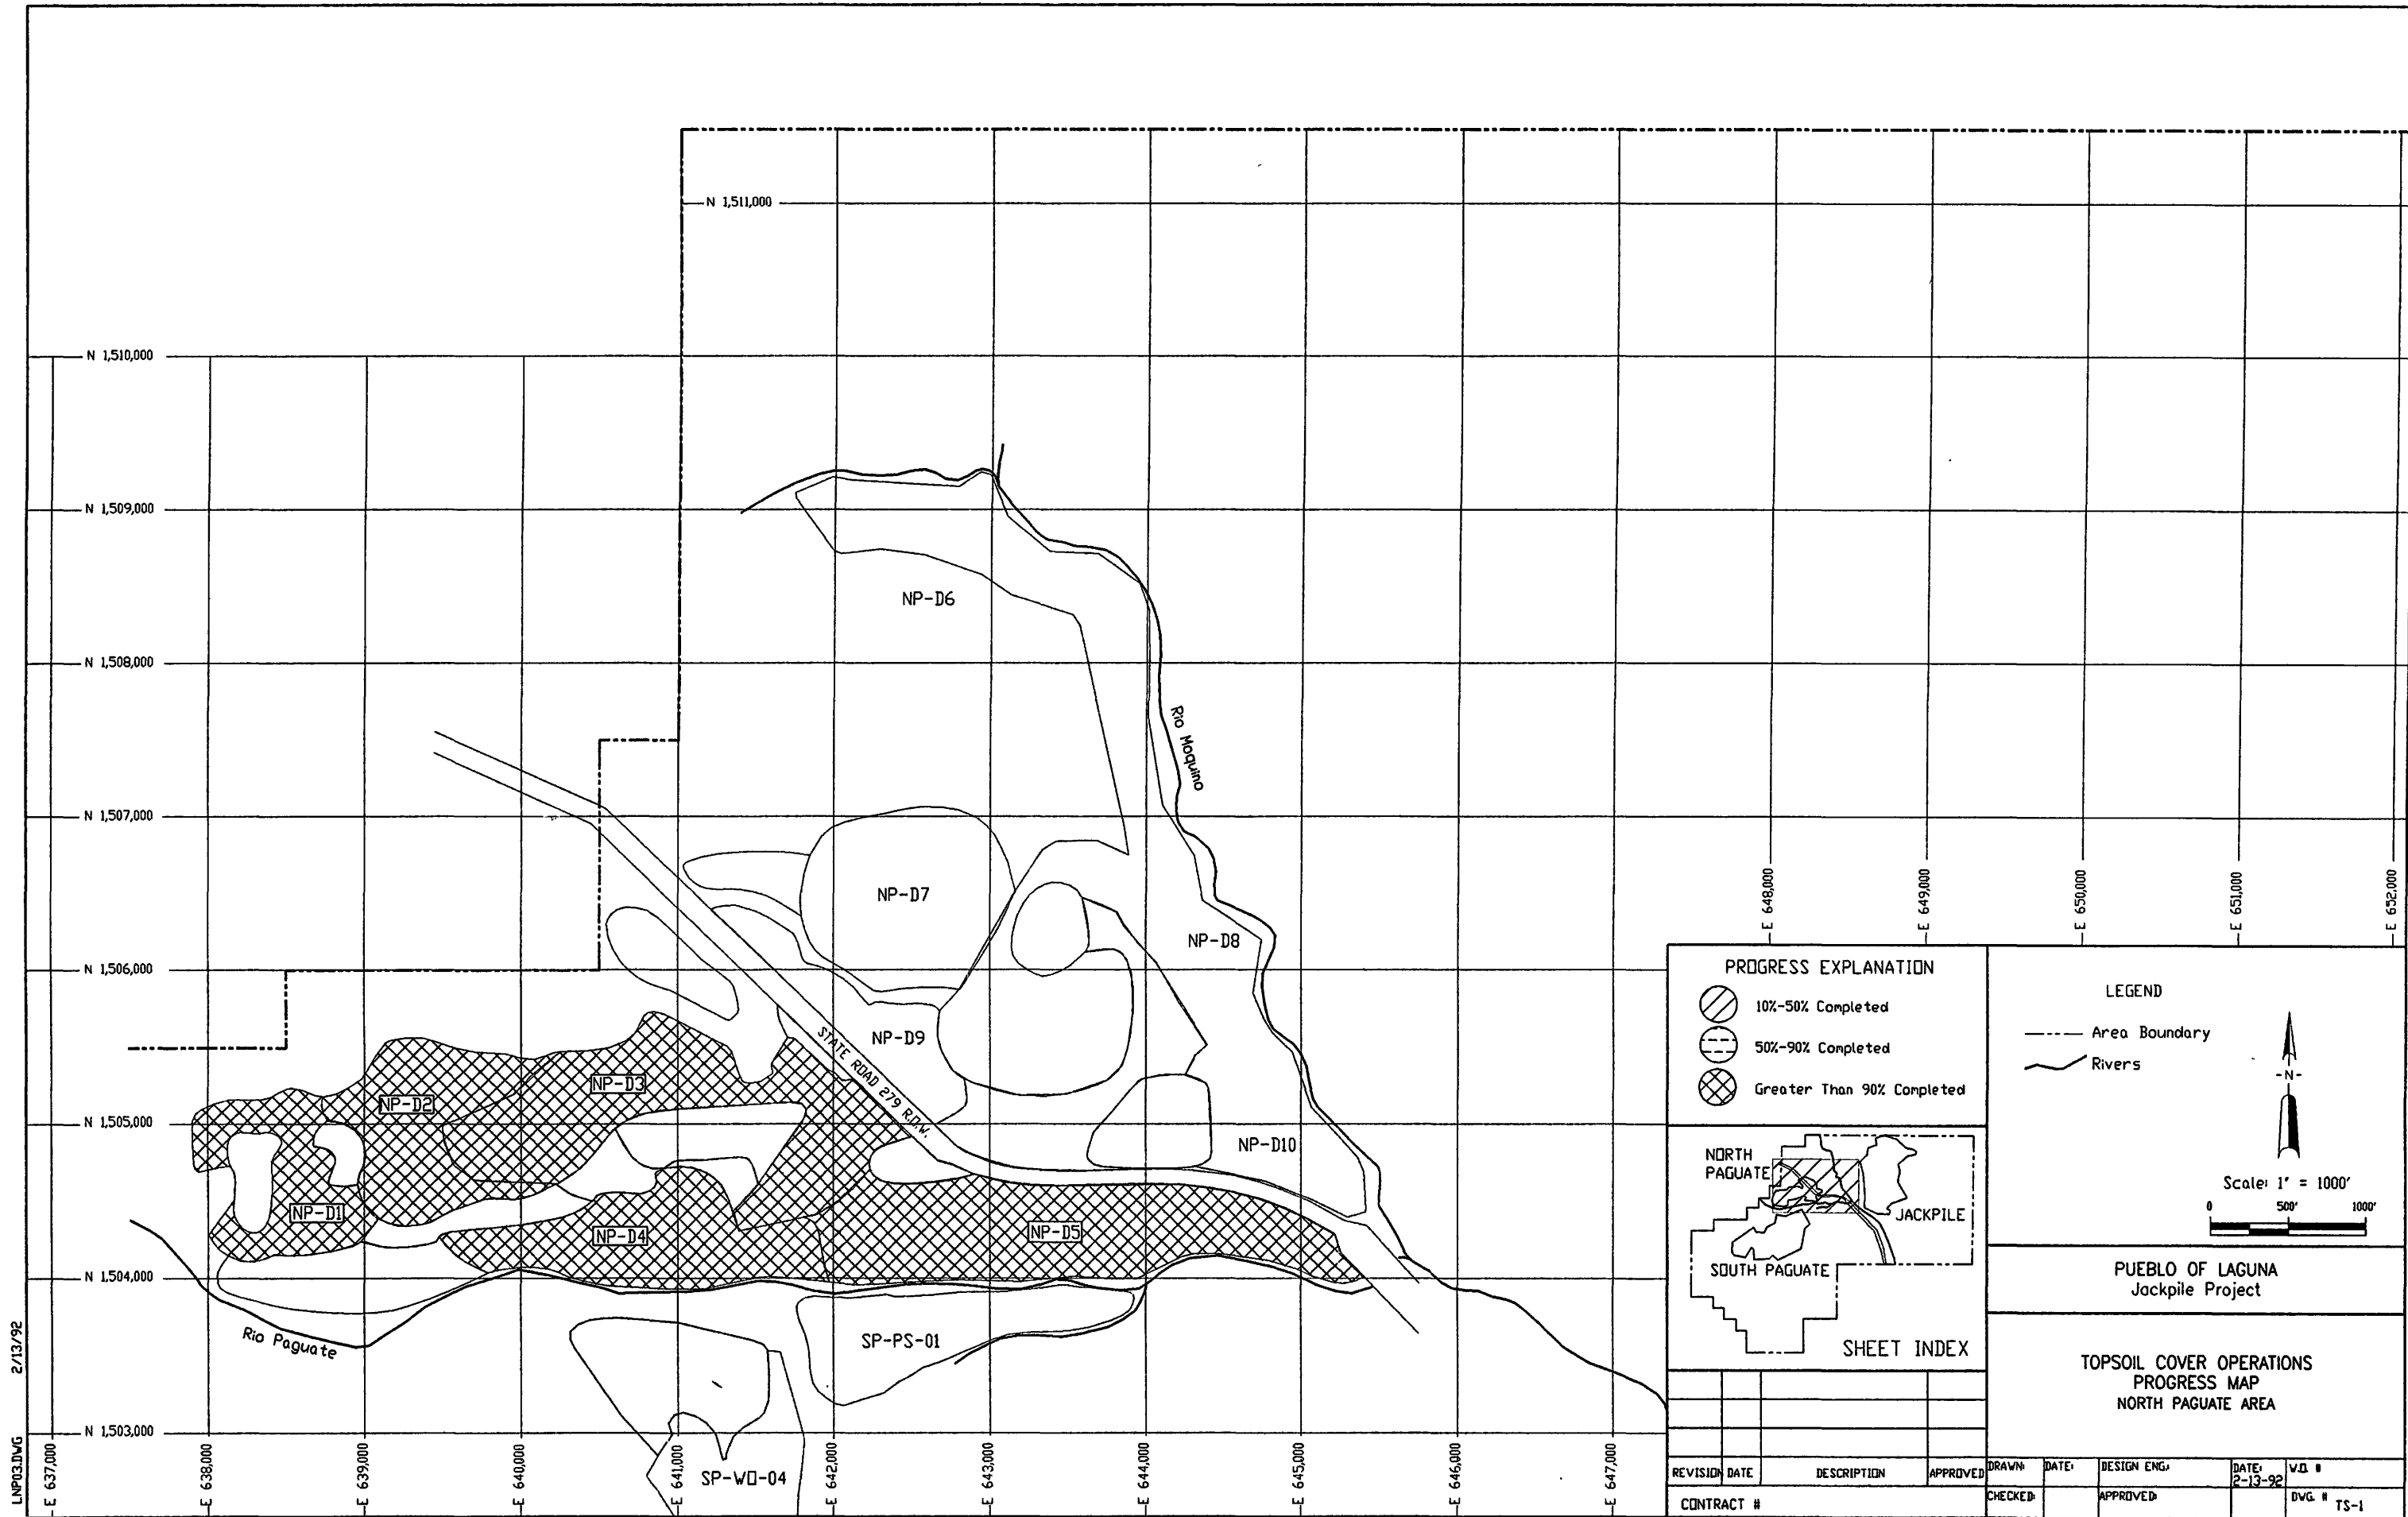 N 1,511,000
N 1,510,000
N 1,509,000
N 1,508,000
N 1,507,000
N 1,506,000
N 1,505,000
N 1,504,000
N 1,503,000
NP-D6
Rio Moquino
NP-D7
NP-D8
NP-D9
STATE ROAD 279 R.O.W.
NP-D3
NP-D2
NP-D10
NP-D1
NP-D4
NP-D5
Rio Paguate
SP-PS-01
SP-WO-04
E 637,000
E 638,000
E 639,000
E 640,000
E 641,000
E 642,000
E 643,000
E 644,000
E 645,000
E 646,000
E 647,000
E 648,000
E 649,000
E 650,000
E 651,000
E 652,000
LNP03.DWG 2/13/92
PROGRESS EXPLANATION
10%-50% Completed
50%-90% Completed
Greater Than 90% Completed
LEGEND
Area Boundary
Rivers
-N-
Scale: 1' = 1000'
0 500' 1000'
NORTH
PAGUATE
JACKPILE
SOUTH PAGUATE
SHEET INDEX
PUEBLO OF LAGUNA
Jackpile Project
TOPSOIL COVER OPERATIONS
PROGRESS MAP
NORTH PAGUATE AREA
REVISION DATE DESCRIPTION APPROVED
CONTRACT #
DRAWN: DATE: DESIGN ENG: DATE: 2-13-92 W.O. #
CHECKED: APPROVED: DWG. # TS-1